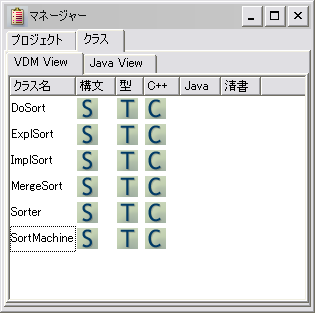 マネージャー
プロジェクト クラス
VDM View Java View
クラス名 構文 型 C++ Java 清書
DoSort S T C
ExplSort S T C
ImplSort S T C
MergeSort S T C
Sorter S T C
SortMachine S T C